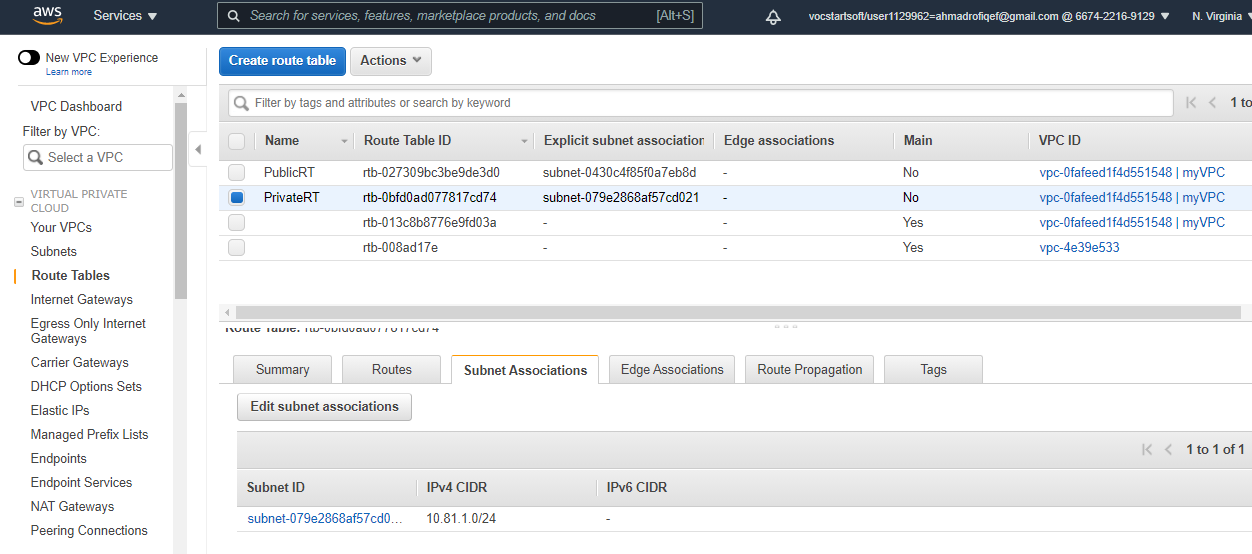 aws Services Search for services, features, marketplace products, and docs [Alt+S] vocstartsoft/user1129962=ahmadrofiqef@gmail.com @ 6674-2216-9129 N. Virginia
New VPC Experience
Learn more
VPC Dashboard
Filter by VPC:
Select a VPC
VIRTUAL PRIVATE
CLOUD
Your VPCs
Subnets
Route Tables
Internet Gateways
Egress Only Internet
Gateways
Carrier Gateways
DHCP Options Sets
Elastic IPs
Managed Prefix Lists
Endpoints
Endpoint Services
NAT Gateways
Peering Connections
Create route table Actions
Filter by tags and attributes or search by keyword 1 to
Name Route Table ID Explicit subnet association Edge associations Main VPC ID
PublicRT rtb-027309bc3be9de3d0 subnet-0430c4f85f0a7eb8d - No vpc-0fafeed1f4d551548 | myVPC
PrivateRT rtb-0bfd0ad077817cd74 subnet-079e2868af57cd021 - No vpc-0fafeed1f4d551548 | myVPC
rtb-013c8b8776e9fd03a - - Yes vpc-0fafeed1f4d551548 | myVPC
rtb-008ad17e - - Yes vpc-4e39e533
Route Table: rtb-0bfd0ad077817cd74
Summary Routes Subnet Associations Edge Associations Route Propagation Tags
Edit subnet associations
1 to 1 of 1
Subnet ID IPv4 CIDR IPv6 CIDR
subnet-079e2868af57cd0... 10.81.1.0/24 -